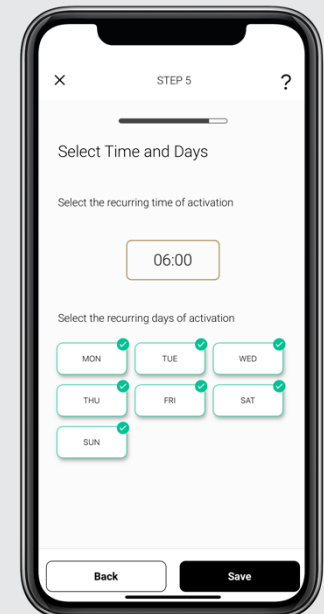 STEP 5
?
Select Time and Days
Select the recurring time of activation
06:00
Select the recurring days of activation
MON TUE WED
THU FRI SAT
SUN
Back Save